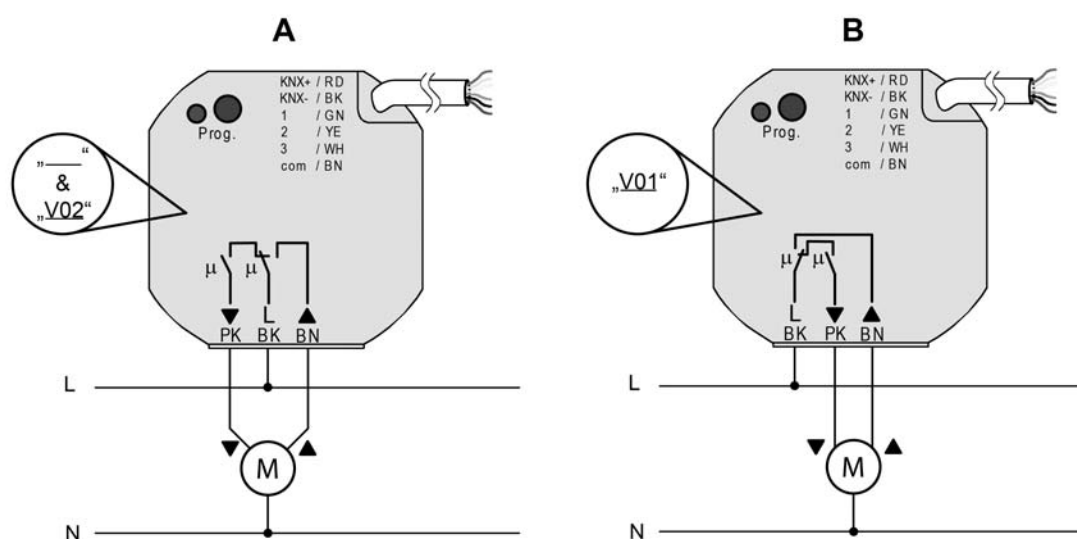 A
KNX+ / RD
KNX- / BK
1 / GN
2 / YE
3 / WH
com / BN
Prog.
„___“
&
„V02“
μ μ
L
PK BK BN
L
M
N
B
KNX+ / RD
KNX- / BK
1 / GN
2 / YE
3 / WH
com / BN
Prog.
„V01“
μ μ
L
BK PK BN
L
M
N